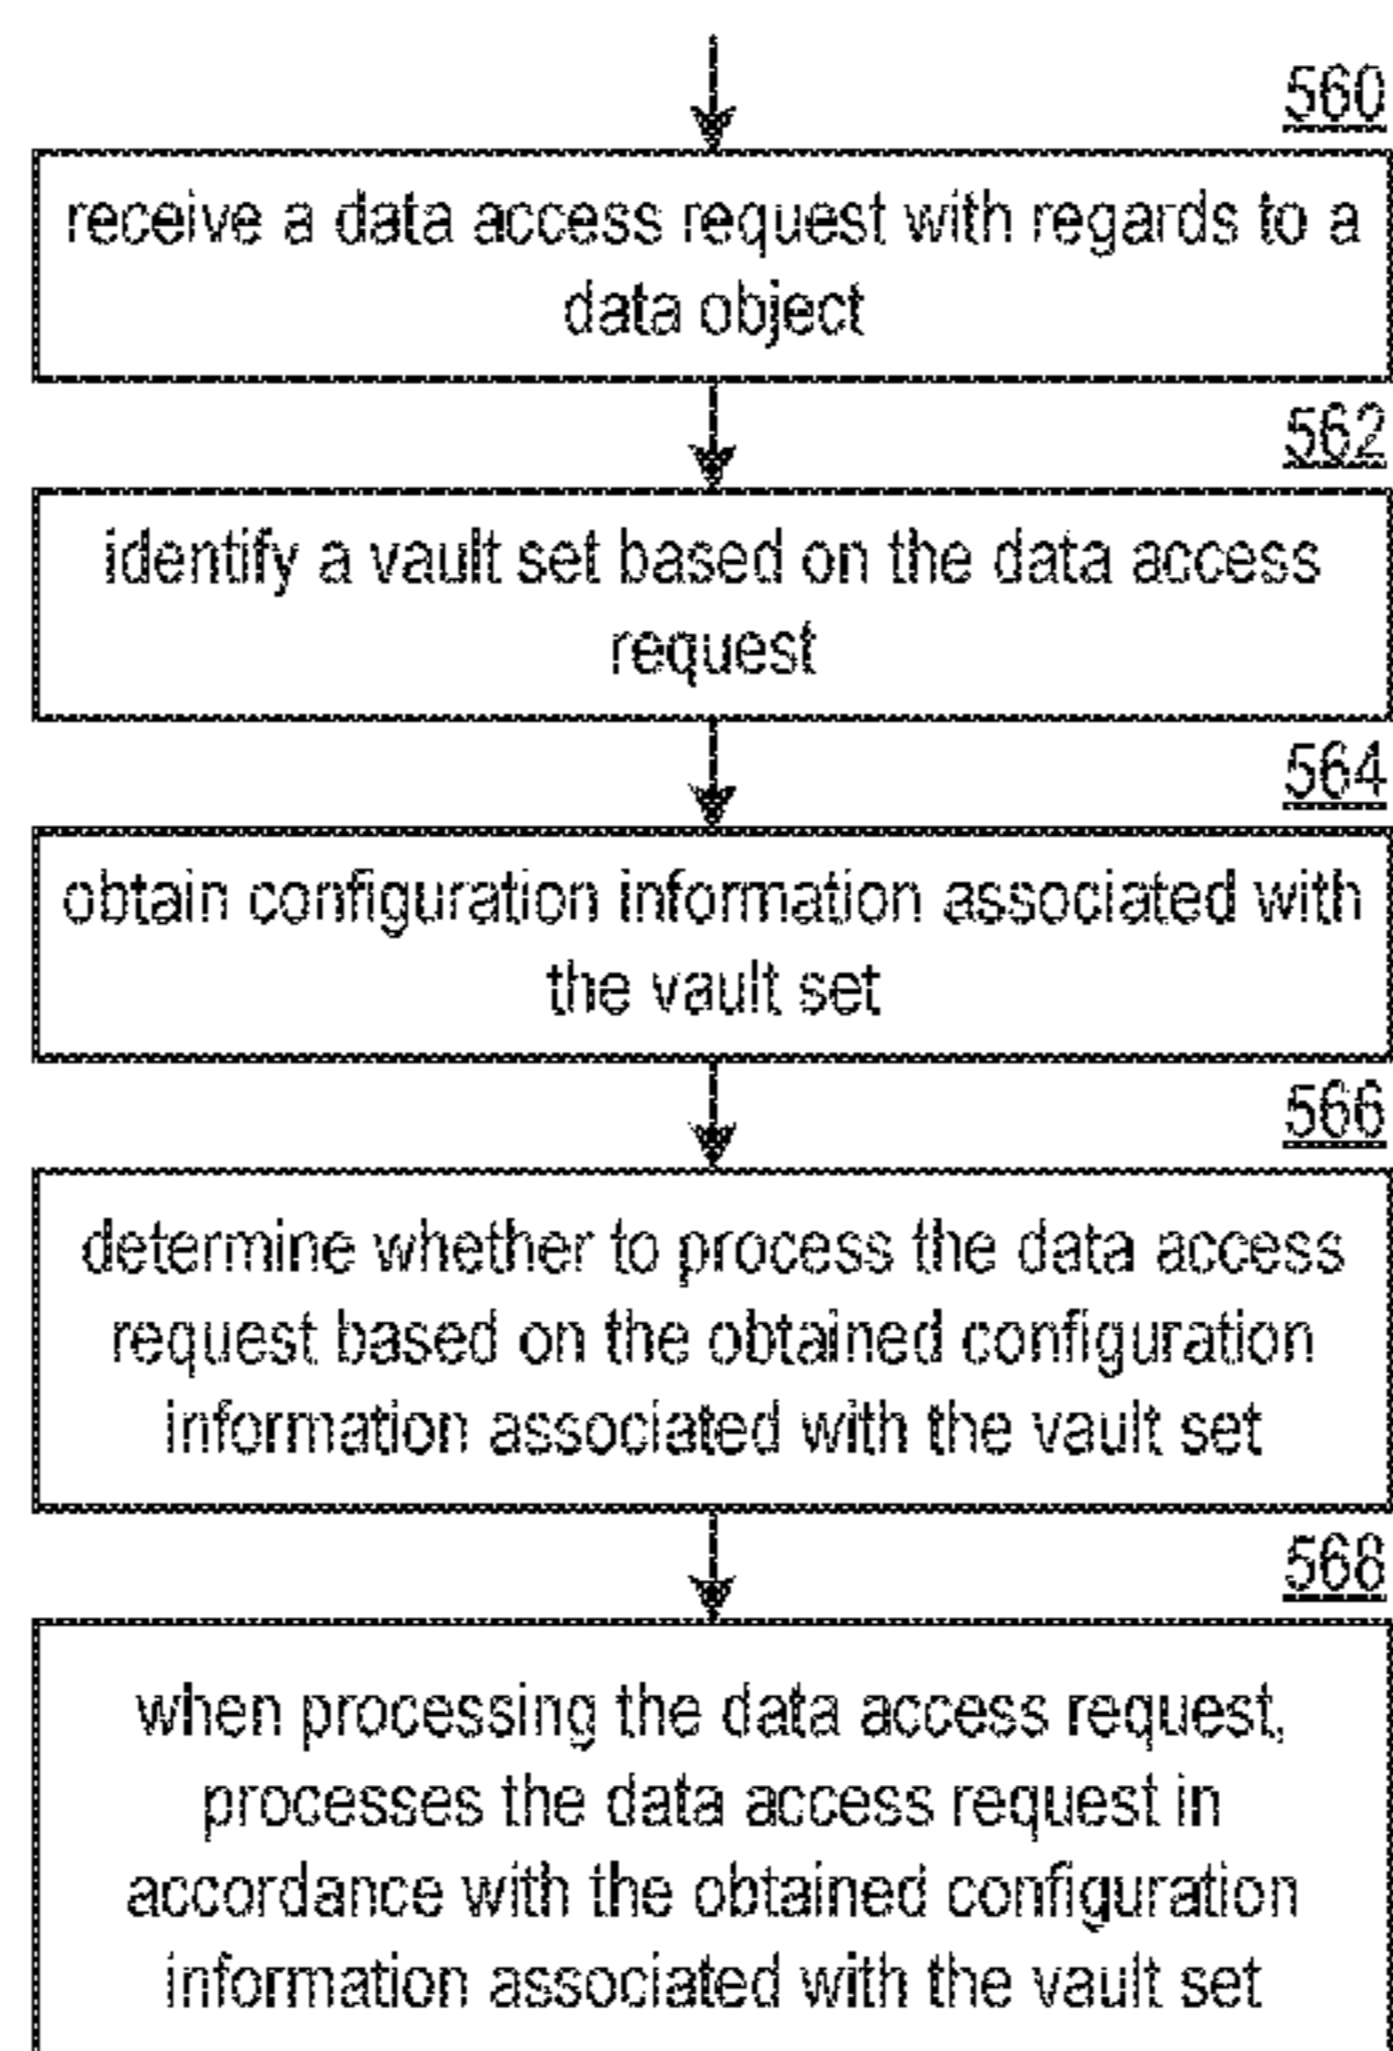 560
receive a data access request with regards to a
data object
562
identify a vault set based on the data access
request
564
obtain configuration information associated with
the vault set
566
determine whether to process the data access
request based on the obtained configuration
information associated with the vault set
568
when processing the data access request,
processes the data access request in
accordance with the obtained configuration
information associated with the vault set